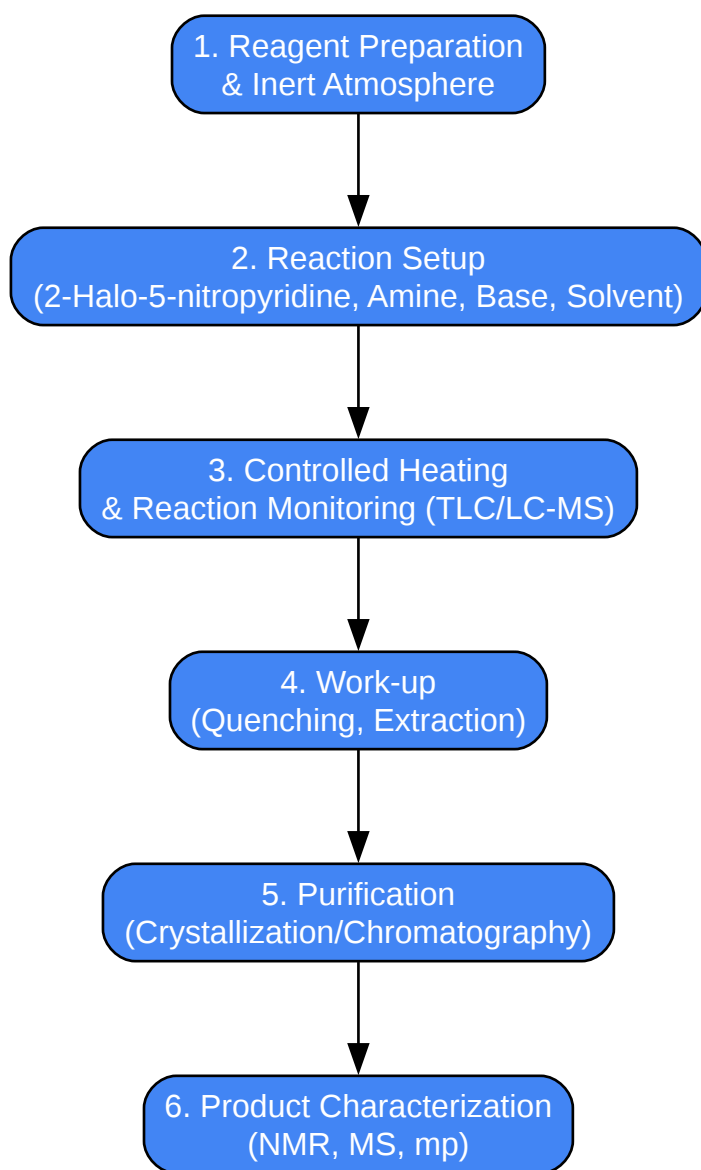 1. Reagent Preparation
& Inert Atmosphere
2. Reaction Setup
(2-Halo-5-nitropyridine, Amine, Base, Solvent)
3. Controlled Heating
& Reaction Monitoring (TLC/LC-MS)
4. Work-up
(Quenching, Extraction)
5. Purification
(Crystallization/Chromatography)
6. Product Characterization
(NMR, MS, mp)